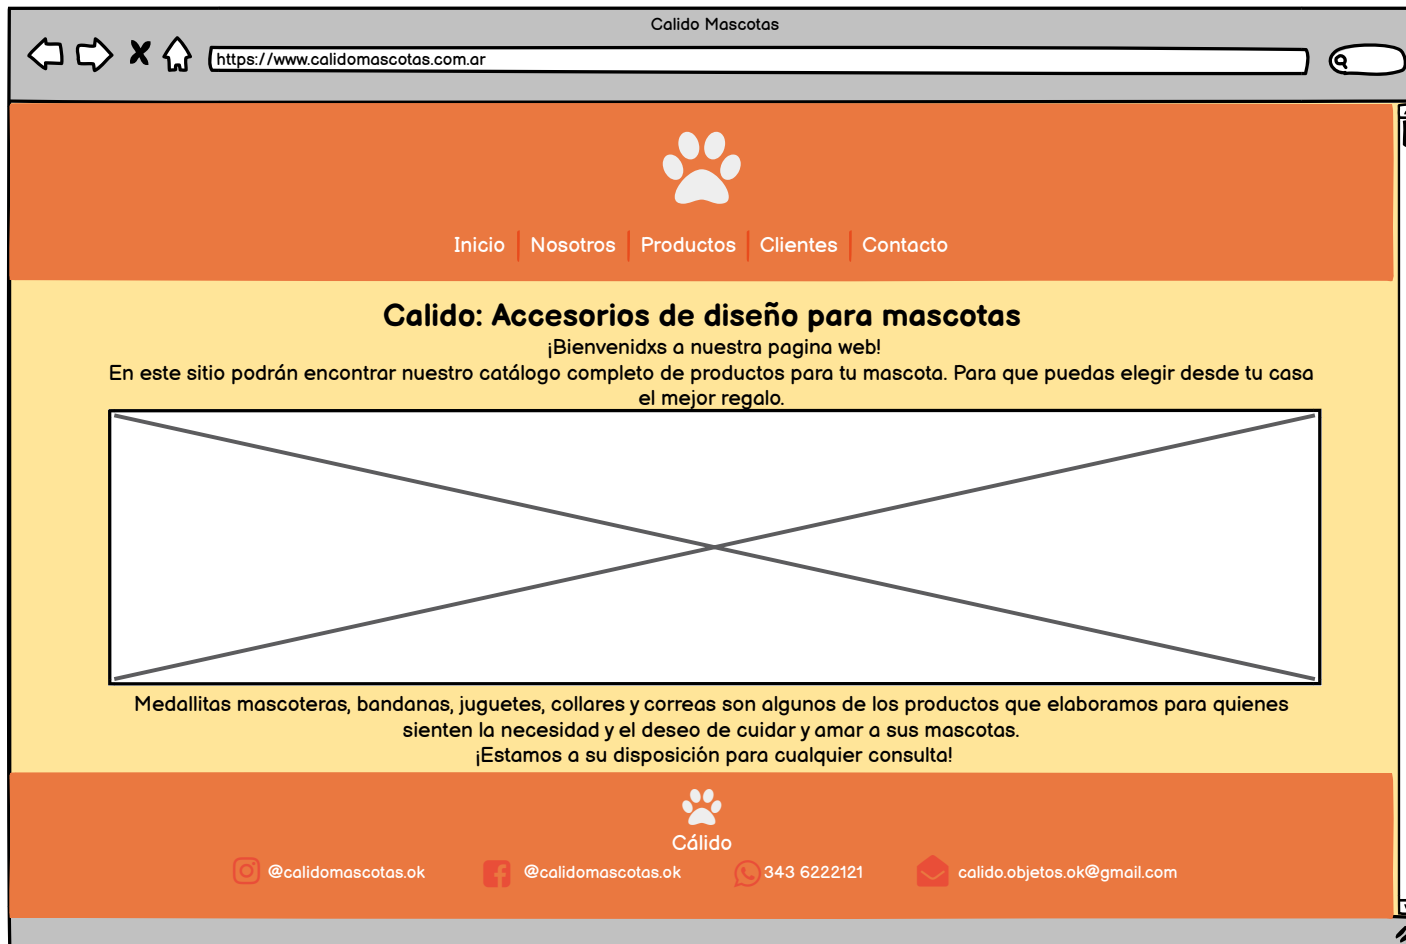 Calido Mascotas
https://www.calidomascotas.com.ar
Inicio
Nosotros
Productos
Clientes
Contacto
Calido: Accesorios de diseño para mascotas
¡Bienvenidxs a nuestra pagina web!
En este sitio podrán encontrar nuestro catálogo completo de productos para tu mascota. Para que puedas elegir desde tu casa
el mejor regalo.
Medallitas mascoteras, bandanas, juguetes, collares y correas son algunos de los productos que elaboramos para quienes
sienten la necesidad y el deseo de cuidar y amar a sus mascotas.
¡Estamos a su disposición para cualquier consulta!
Cálido
@calidomascotas.ok
@calidomascotas.ok
343 6222121
calido.objetos.ok@gmail.com